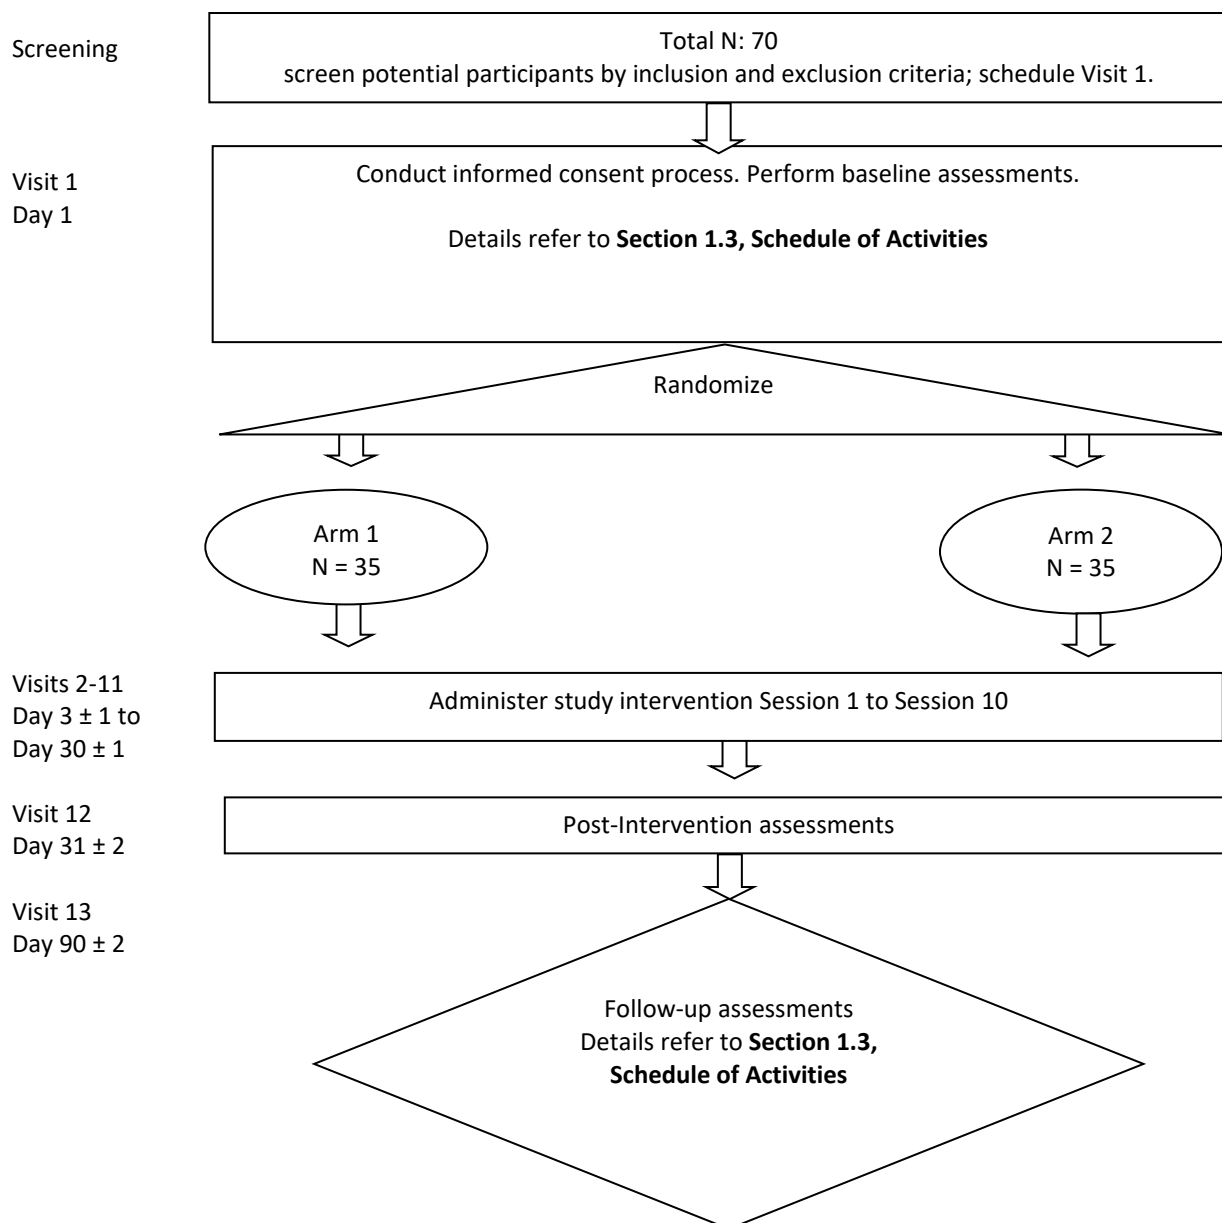 Screening
Total N: 70
screen potential participants by inclusion and exclusion criteria; schedule Visit 1.
Visit 1
Day 1
Conduct informed consent process. Perform baseline assessments.
Details refer to Section 1.3, Schedule of Activities
Randomize
Arm 1
N = 35
Arm 2
N = 35
Visits 2-11
Day 3 ± 1 to
Day 30 ± 1
Administer study intervention Session 1 to Session 10
Visit 12
Day 31 ± 2
Post-Intervention assessments
Visit 13
Day 90 ± 2
Follow-up assessments
Details refer to Section 1.3,
Schedule of Activities